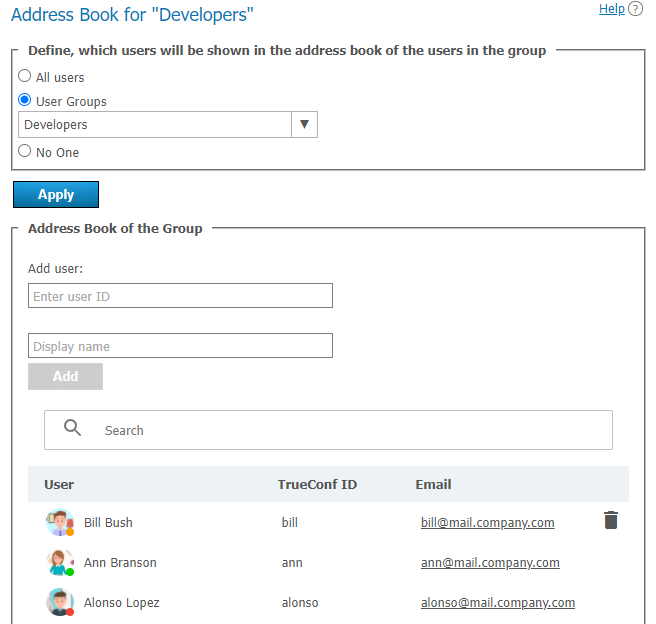 Address Book for "Developers"
Help ?
Define, which users will be shown in the address book of the users in the group
All users
User Groups
Developers
No One
Apply
Address Book of the Group
Add user:
Enter user ID
Display name
Add
Search
User TrueConf ID Email
Bill Bush bill bill@mail.company.com
Ann Branson ann ann@mail.company.com
Alonso Lopez alonso alonso@mail.company.com